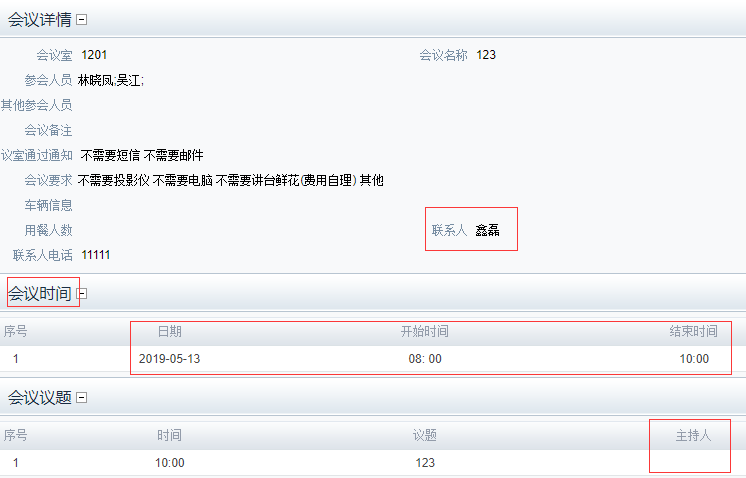 会议详情
会议室 1201 会议名称 123
参会人员 林晓凤;吴江;
其他参会人员
会议备注
议室通过通知 不需要短信 不需要邮件
会议要求 不需要投影仪 不需要电脑 不需要讲台鲜花(费用自理) 其他
车辆信息
用餐人数 联系人 鑫磊
联系人电话 11111
会议时间
序号 日期 开始时间 结束时间
1 2019-05-13 08: 00 10:00
会议议题
序号 时间 议题 主持人
1 10:00 123